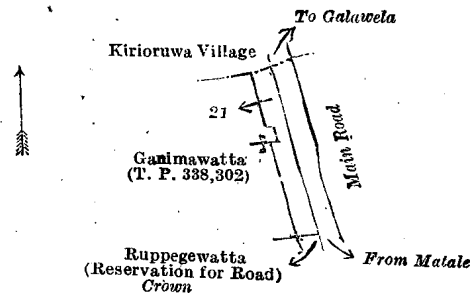 To Galawela
Kirioruwa Village
21
Ganimawatta
(T. P. 338,302)
Main Road
Ruppegewatta
(Reservation for Road)
Crown
From Matale